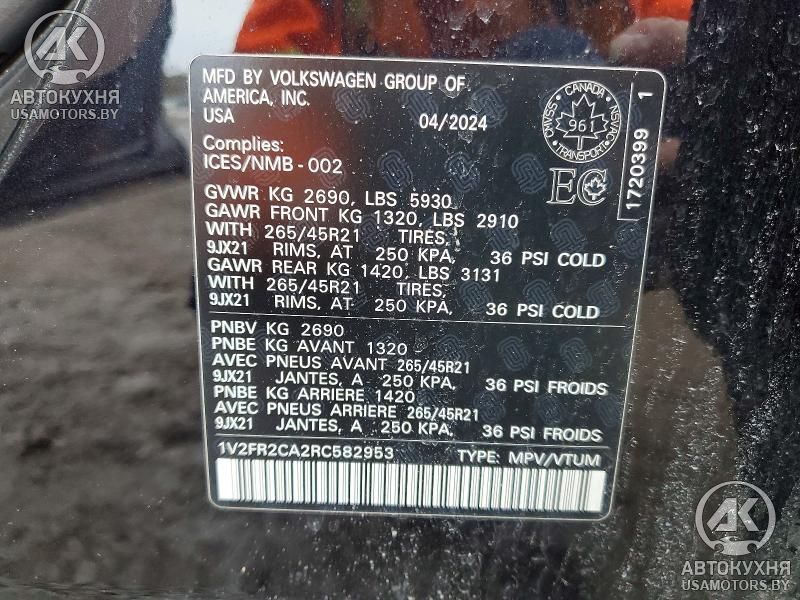 AK
АВТОКУХНЯ
USAMOTORS.BY
MFD BY VOLKSWAGEN GROUP OF
AMERICA, INC.
USA 04/2024
CANADA
CMVSS NSVAC
961
TRANSPORT
EC
1720399 1
Complies:
ICES/NMB-002
GVWR KG 2690, LBS 5930
GAWR FRONT KG 1320, LBS 2910
WITH 265/45R21 TIRES,
9JX21 RIMS, AT 250 KPA, 36 PSI COLD
GAWR REAR KG 1420, LBS 3131
WITH 265/45R21 TIRES,
9JX21 RIMS, AT 250 KPA, 36 PSI COLD
PNBV KG 2690
PNBE KG AVANT 1320
AVEC PNEUS AVANT 265/45R21
9JX21 JANTES, A 250 KPA, 36 PSI FROIDS
PNBE KG ARRIERE 1420
AVEC PNEUS ARRIERE 265/45R21
9JX21 JANTES, A 250 KPA, 36 PSI FROIDS
1V2FR2CA2RC582953 TYPE: MPV/VTUM
AK
АВТОКУХНЯ
USAMOTORS.BY